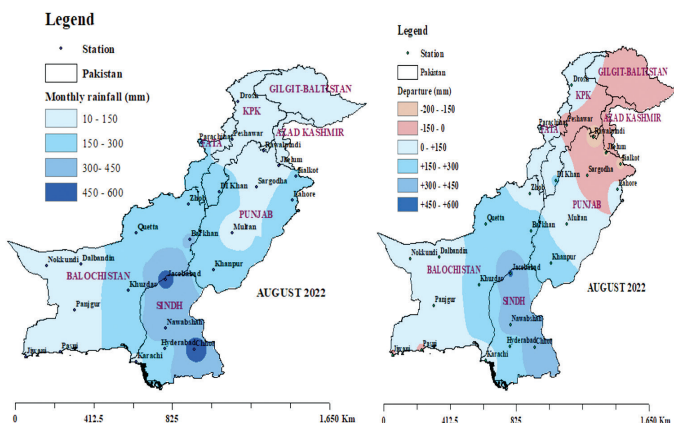 Legend
Station
Pakistan
Monthly rainfall (mm)
10 - 150
150 - 300
300- 450
450 - 600
GILGIT-BALTISTAN
Drosh
KPK
AZAD KASHMIR
Parachinar
Peshawar
FATA
Rawalpindi
Jhelum
Sialkot
DI Khan
Sargodha
Lahore
Zhob
PUNJAB
Quetta
Barkhan
Multan
Nokkundi
Dalbandin
BALOCHISTAN
Jacobabad
Khanpur
Khuzdar
AUGUST 2022
Panjgur
SINDH
Nawabshah
Jiwani
Pasni
Hyderabad
Chhor
Karachi
0
412.5
825
1,650 Km
Legend
Station
Pakistan
Departure (mm)
-200 - -150
-150 - 0
0 - +150
+150 - +300
+300 - +450
+450 - +600
GILGIT-BALTISTAN
Drosh
KPK
AZAD KASHMIR
Parachinar
Peshawar
FATA
Rawalpindi
Jhelum
Sialkot
DI Khan
Sargodha
Lahore
Zhob
PUNJAB
Quetta
Barkhan
Multan
Nokkundi
Dalbandin
BALOCHISTAN
Jacobabad
Khanpur
Khuzdar
AUGUST 2022
Panjgur
SINDH
Nawabshah
Jiwani
Pasni
Hyderabad
Chhor
Karachi
0
412.5
825
1,650 Km